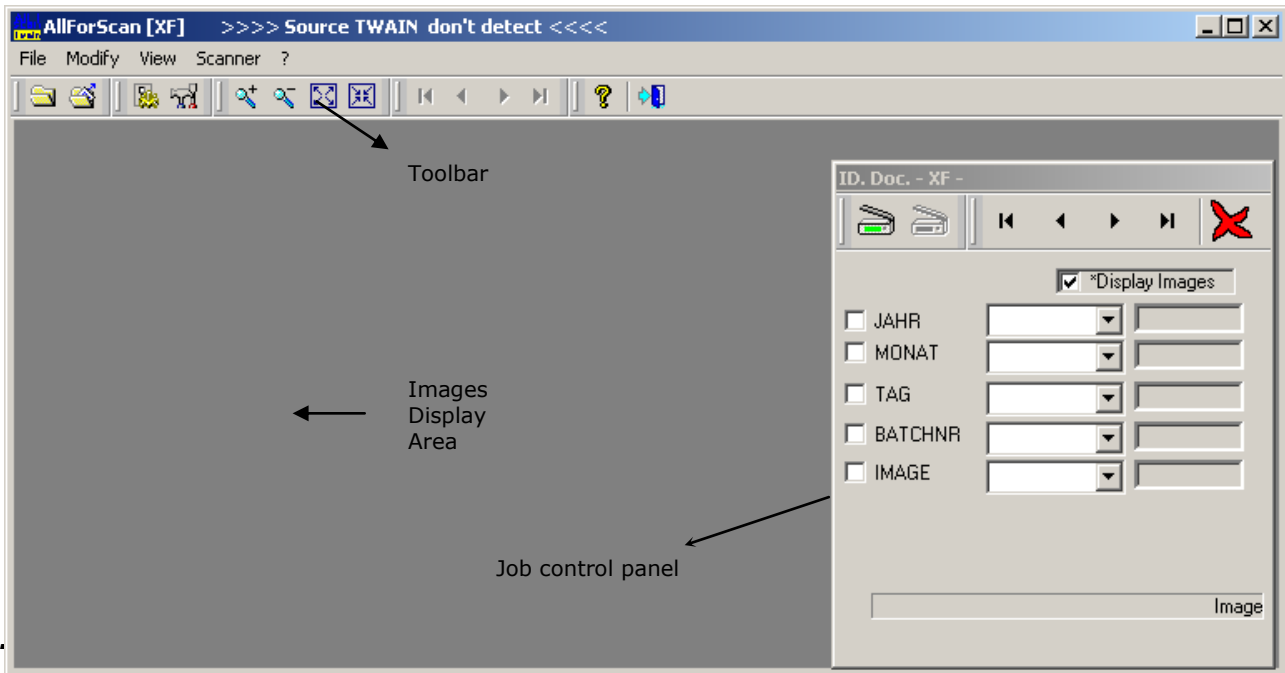 Twain
AllForScan [XF] >>>> Source TWAIN don't detect <<<<
File Modify View Scanner ?
Toolbar
ID. Doc. - XF -
*Display Images
JAHR
MONAT
Images
Display
Area
TAG
BATCHNR
IMAGE
Job control panel
Image